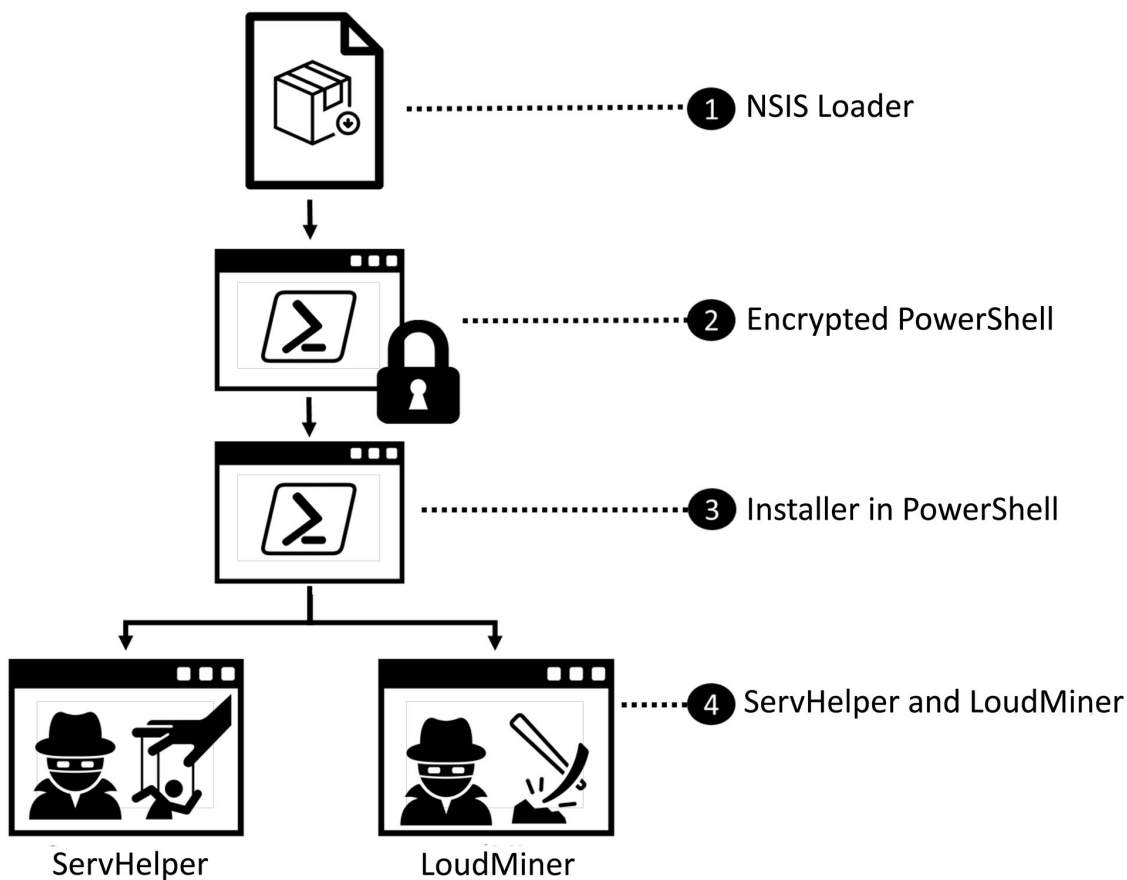 1 NSIS Loader
2 Encrypted PowerShell
3 Installer in PowerShell
4 ServHelper and LoudMiner
ServHelper
LoudMiner